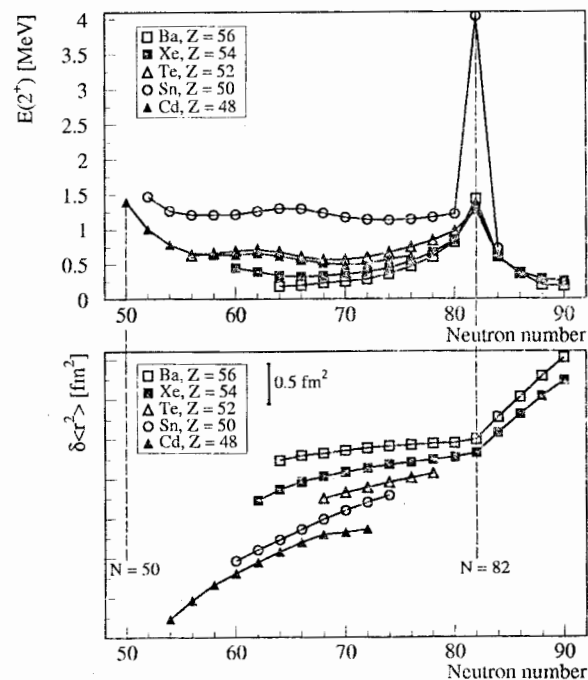 E(2⁺) [MeV]
4
3.5
3
2.5
2
1.5
1
0.5
0
Ba, Z = 56
Xe, Z = 54
Te, Z = 52
Sn, Z = 50
Cd, Z = 48
50
60
70
80
90
Neutron number
δ<r²> [fm²]
Ba, Z = 56
Xe, Z = 54
Te, Z = 52
Sn, Z = 50
Cd, Z = 48
0.5 fm²
N = 50
N = 82
50
60
70
80
90
Neutron number